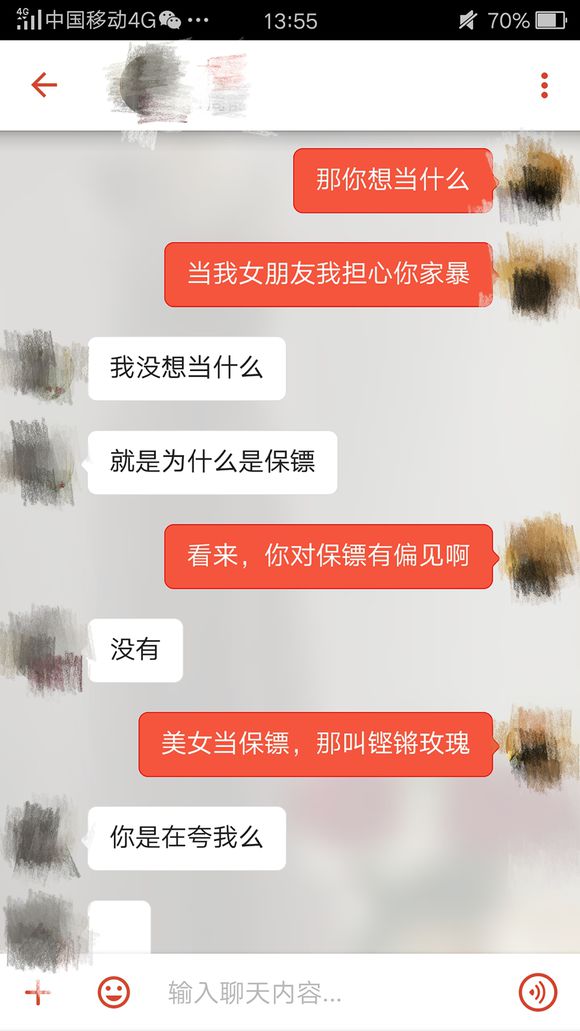 4G 中国移动4G ... 13:55 70%
那你想当什么
当我女朋友我担心你家暴
我没想当什么
就是为什么是保镖
看来，你对保镖有偏见啊
没有
美女当保镖，那叫铿锵玫瑰
你是在夸我么
输入聊天内容...